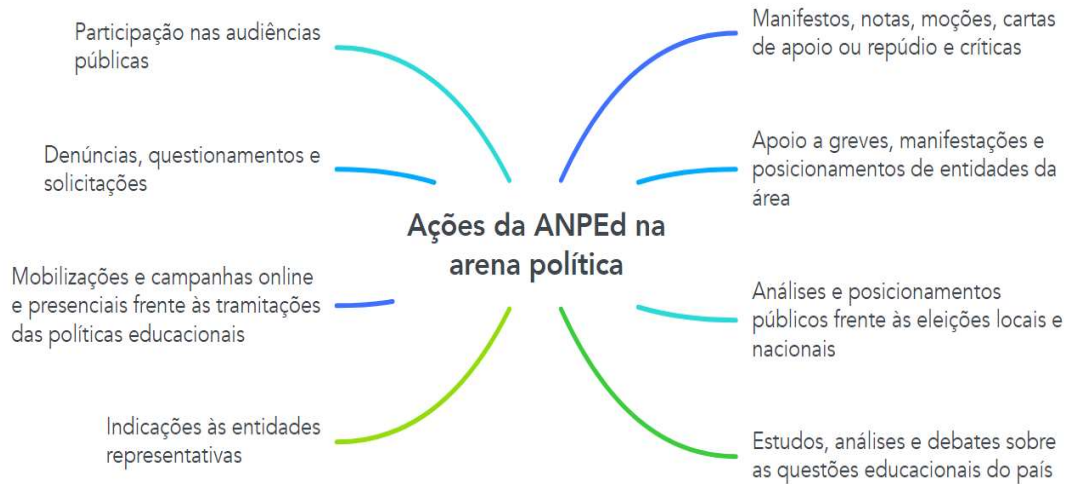 Participação nas audiências
públicas
Denúncias, questionamentos e
solicitações
Mobilizações e campanhas online
e presenciais frente às tramitações
das políticas educacionais
Indicações às entidades
representativas
Ações da ANPEd na
arena política
Manifestos, notas, moções, cartas
de apoio ou repúdio e críticas
Apoio a greves, manifestações e
posicionamentos de entidades da
área
Análises e posicionamentos
públicos frente às eleições locais e
nacionais
Estudos, análises e debates sobre
as questões educacionais do país